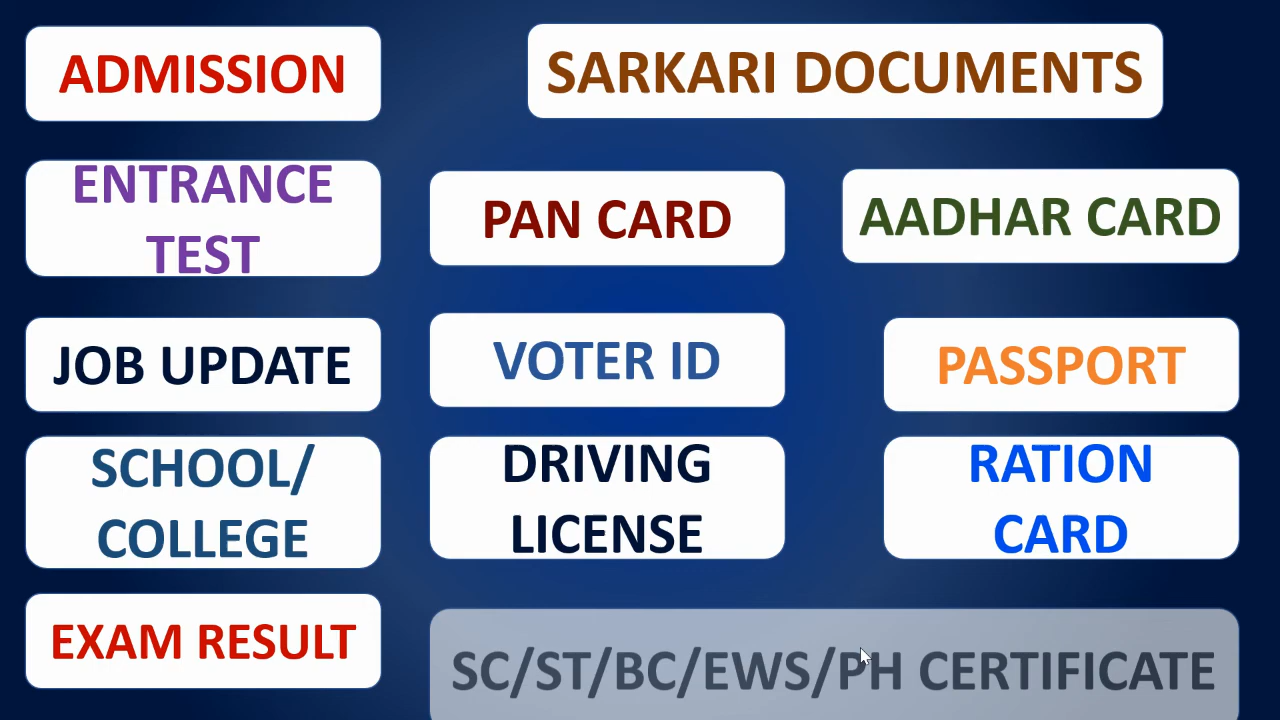 ADMISSION
SARKARI DOCUMENTS
ENTRANCE
TEST
PAN CARD
AADHAR CARD
JOB UPDATE
VOTER ID
PASSPORT
SCHOOL/
COLLEGE
DRIVING
LICENSE
RATION
CARD
EXAM RESULT
SC/ST/BC/EWS/PH CERTIFICATE